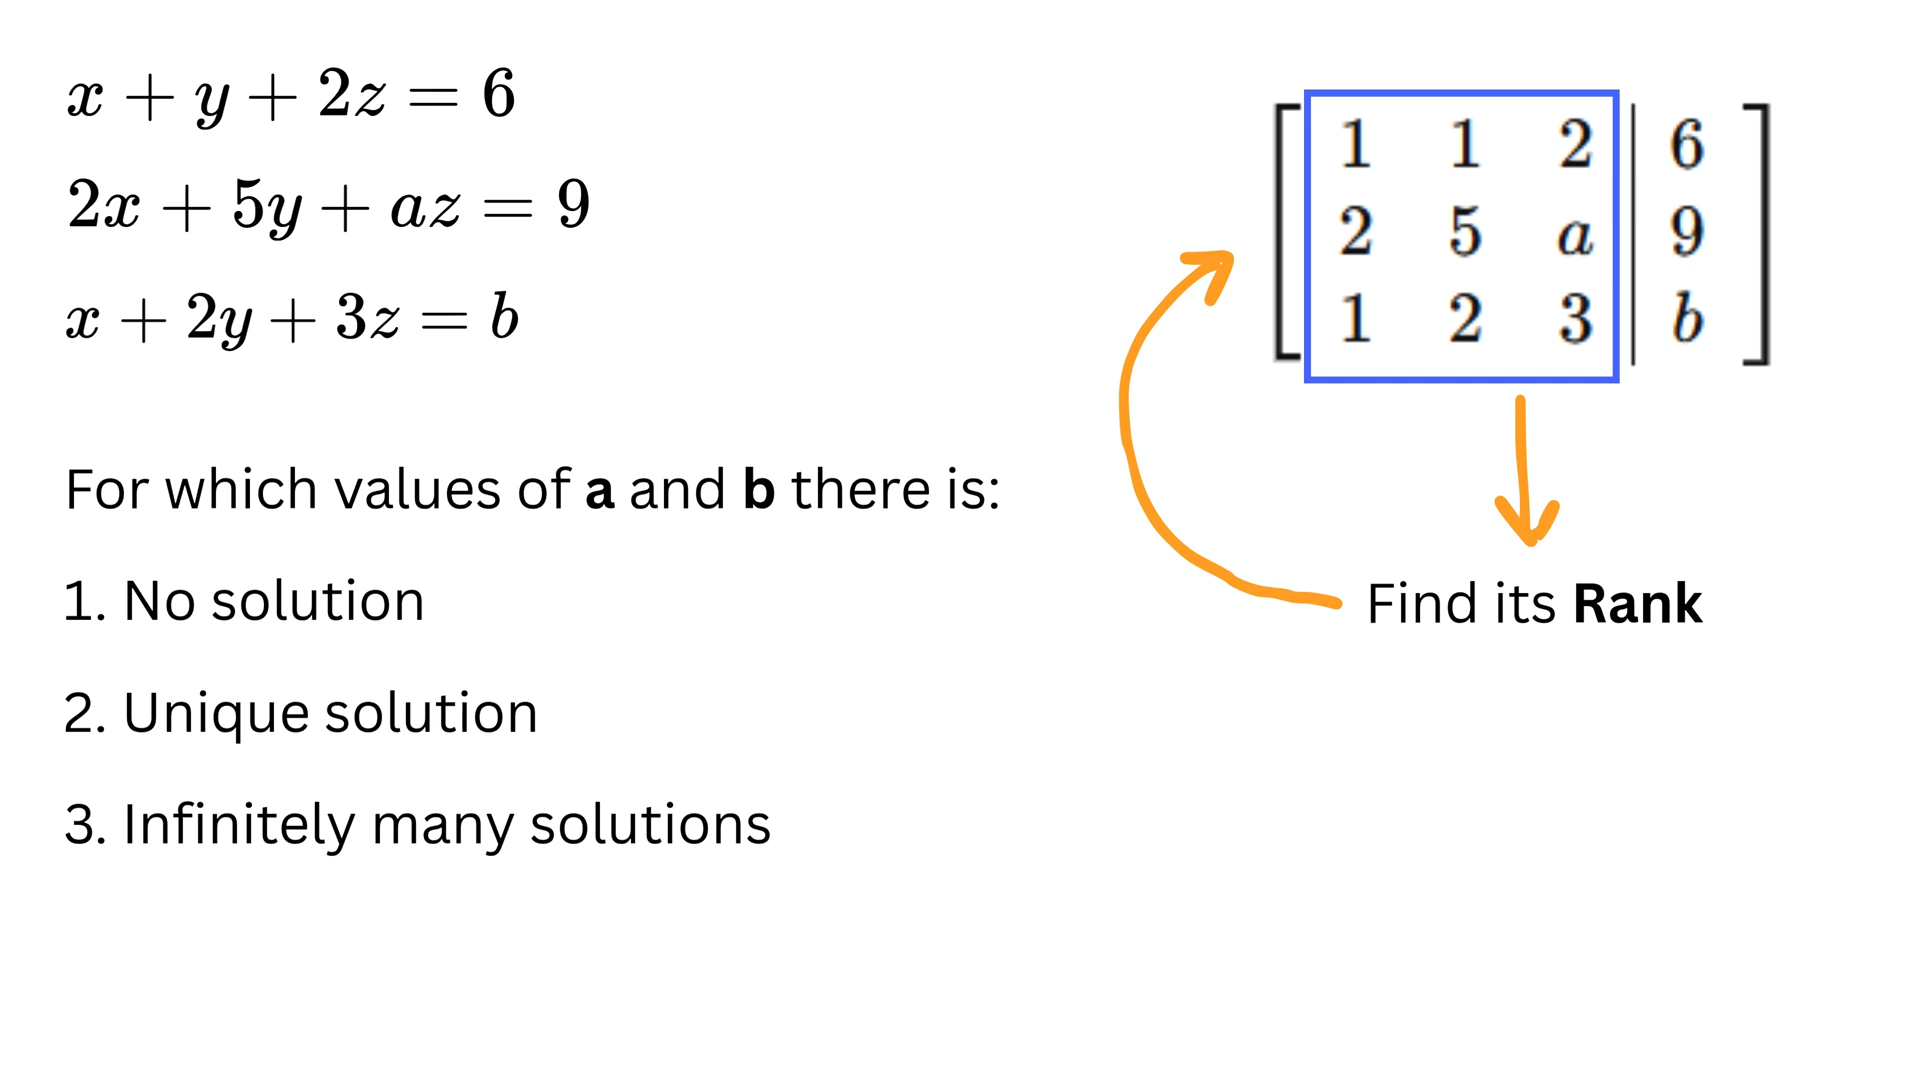 x + y + 2z = 6
2x + 5y + az = 9
x + 2y + 3z = b
For which values of a and b there is:
1. No solution
2. Unique solution
3. Infinitely many solutions
1 1 2 | 6
2 5 a | 9
1 2 3 | b
Find its Rank